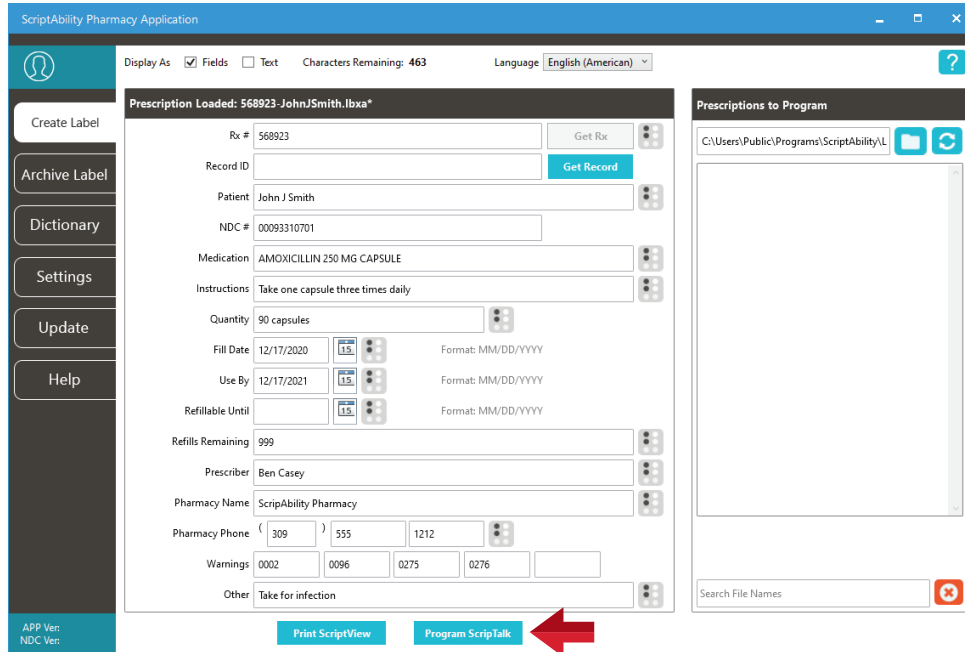 ScriptAbility Pharmacy Application
Display As Fields Text Characters Remaining: 463 Language English (American)
?
Create Label
Archive Label
Dictionary
Settings
Update
Help
APP Ver:
NDC Ver:
Prescription Loaded: 568923-JohnJSmith.lbxa*
Rx # 568923 Get Rx
Record ID Get Record
Patient John J Smith
NDC # 00093310701
Medication AMOXICILLIN 250 MG CAPSULE
Instructions Take one capsule three times daily
Quantity 90 capsules
Fill Date 12/17/2020 15 Format: MM/DD/YYYY
Use By 12/17/2021 15 Format: MM/DD/YYYY
Refillable Until 15 Format: MM/DD/YYYY
Refills Remaining 999
Prescriber Ben Casey
Pharmacy Name ScripAbility Pharmacy
Pharmacy Phone ( 309 ) 555 1212
Warnings 0002 0096 0275 0276
Other Take for infection
Print ScriptView Program ScripTalk
Prescriptions to Program
C:\Users\Public\Programs\ScriptAbility\L
Search File Names